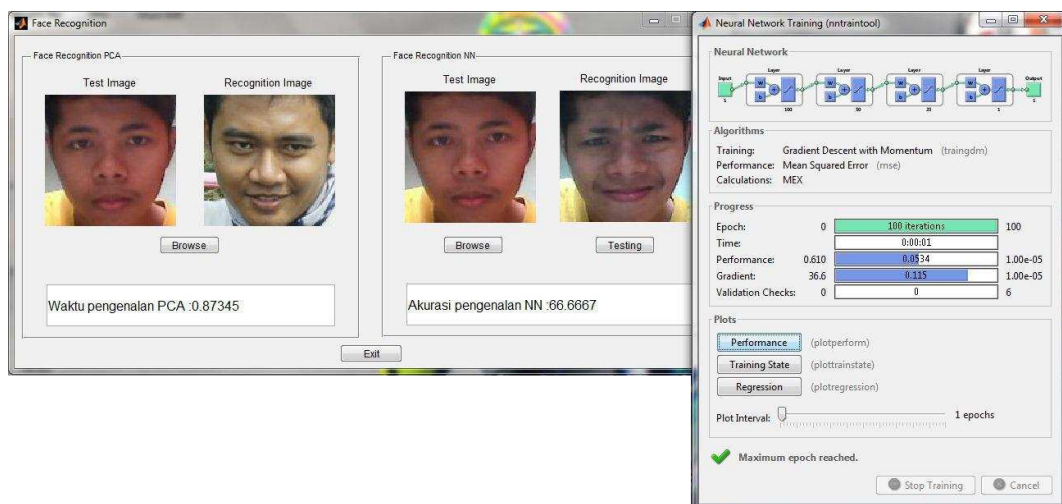 Face Recognition
Face Recognition PCA
Test Image
Recognition Image
Browse
Waktu pengenalan PCA :0.87345
Face Recognition NN
Test Image
Recognition Image
Browse
Testing
Akurasi pengenalan NN :66.6667
Exit
Neural Network Training (nntraintool)
Neural Network
Layer Layer Layer Layer
Input Output
W W W W
b b b b
1 100 50 25 1 1
Algorithms
Training: Gradient Descent with Momentum (traingdm)
Performance: Mean Squared Error (mse)
Calculations: MEX
Progress
Epoch: 0 100 iterations 100
Time: 0:00:01
Performance: 0.610 0.0534 1.00e-05
Gradient: 36.6 0.115 1.00e-05
Validation Checks: 0 0 6
Plots
Performance (plotperform)
Training State (plottrainstate)
Regression (plotregression)
Plot Interval: 1 epochs
Maximum epoch reached.
Stop Training Cancel